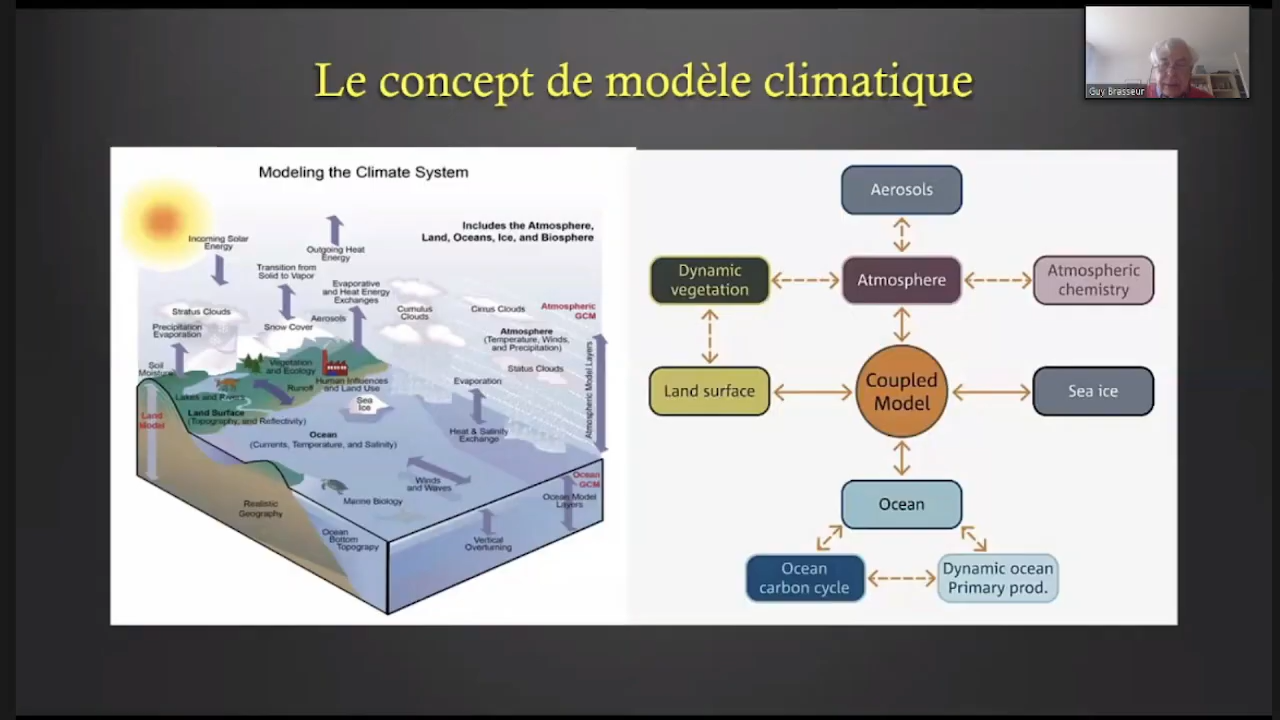 Le concept de modèle climatique
Guy Brasseur
Modeling the Climate System
Includes the Atmosphere,
Land, Oceans, Ice, and Biosphere
Incoming Solar
Energy
Outgoing Heat
Energy
Transition from
Solid to Vapor
Evaporative
and Heat Energy
Exchanges
Stratus Clouds
Cumulus
Clouds
Cirrus Clouds
Atmospheric
GCM
Precipitation
Evaporation
Snow Cover
Aerosols
Atmosphere
(Temperature, Winds,
and Precipitation)
Soil
Moisture
Vegetation
and Ecology
Status Clouds
Atmospheric Model Layers
Runoff
Human Influences
and Land Use
Evaporation
Lakes and Rivers
Sea
Ice
Land
Model
Land Surface
(Topography, and Reflectivity)
Ocean
(Currents, Temperature, and Salinity)
Heat & Salinity
Exchange
Winds
and Waves
Ocean
GCM
Ocean Model
Layers
Marine Biology
Realistic
Geography
Ocean
Bottom
Topograpy
Vertical
Overturning
Aerosols
Dynamic
vegetation
Atmosphere
Atmospheric
chemistry
Land surface
Coupled
Model
Sea ice
Ocean
Ocean
carbon cycle
Dynamic ocean
Primary prod.